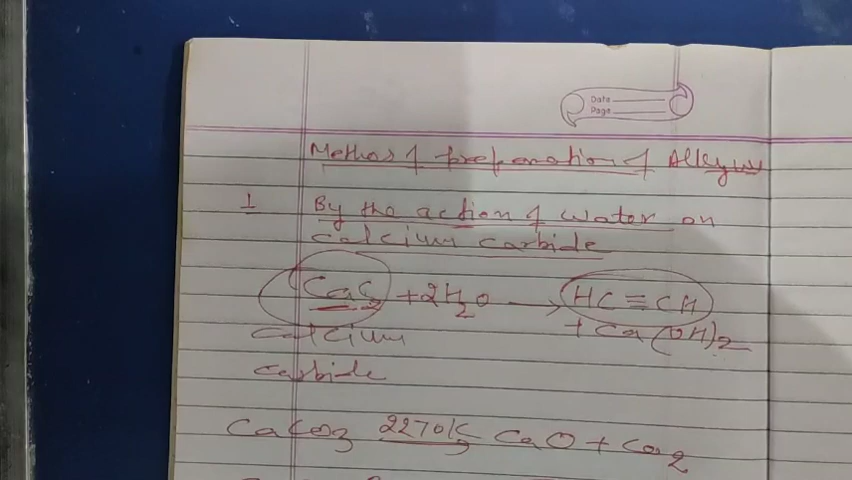 Date
Page
Method of preparation of Alkynes
1 By the action of water on
calcium carbide
CaC2 + 2H2O → HC≡CH
+ Ca(OH)2
calcium
carbide
CaCO3 2270K → CaO + CO2